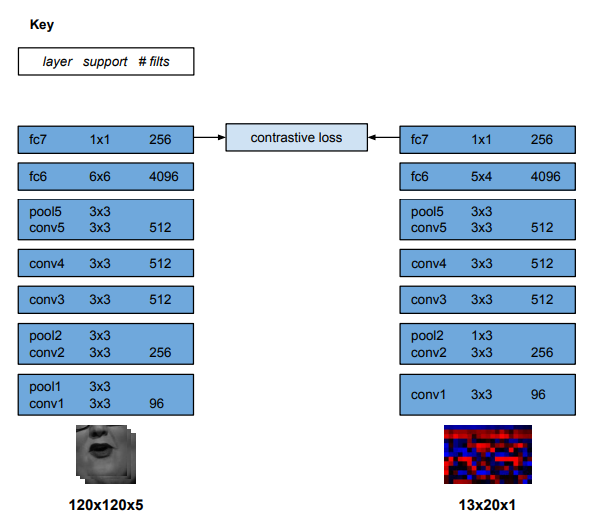 Key
layer support # filts
fc7 1x1 256
contrastive loss
fc7 1x1 256
fc6 6x6 4096
fc6 5x4 4096
pool5 3x3
conv5 3x3 512
pool5 3x3
conv5 3x3 512
conv4 3x3 512
conv4 3x3 512
conv3 3x3 512
conv3 3x3 512
pool2 3x3
conv2 3x3 256
pool2 1x3
conv2 3x3 256
pool1 3x3
conv1 3x3 96
conv1 3x3 96
120x120x5
13x20x1